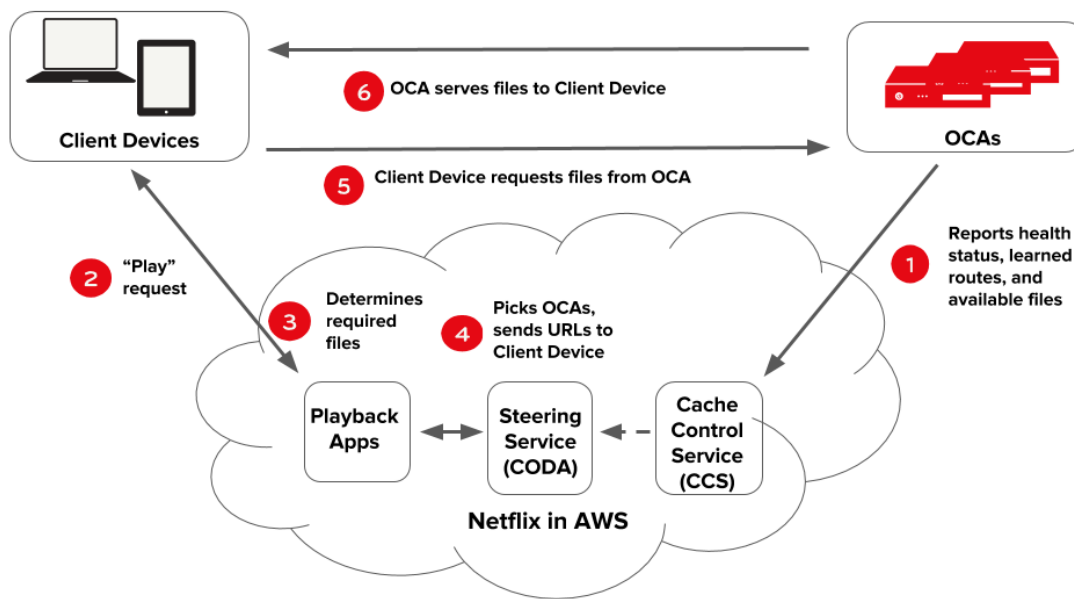 6
OCA serves files to Client Device
Client Devices
OCAs
5
Client Device requests files from OCA
1
Reports health
status, learned
routes, and
available files
2
“Play”
request
3
Determines
required
files
4
Picks OCAs,
sends URLs to
Client Device
Playback
Apps
Steering
Service
(CODA)
Cache
Control
Service
(CCS)
Netflix in AWS